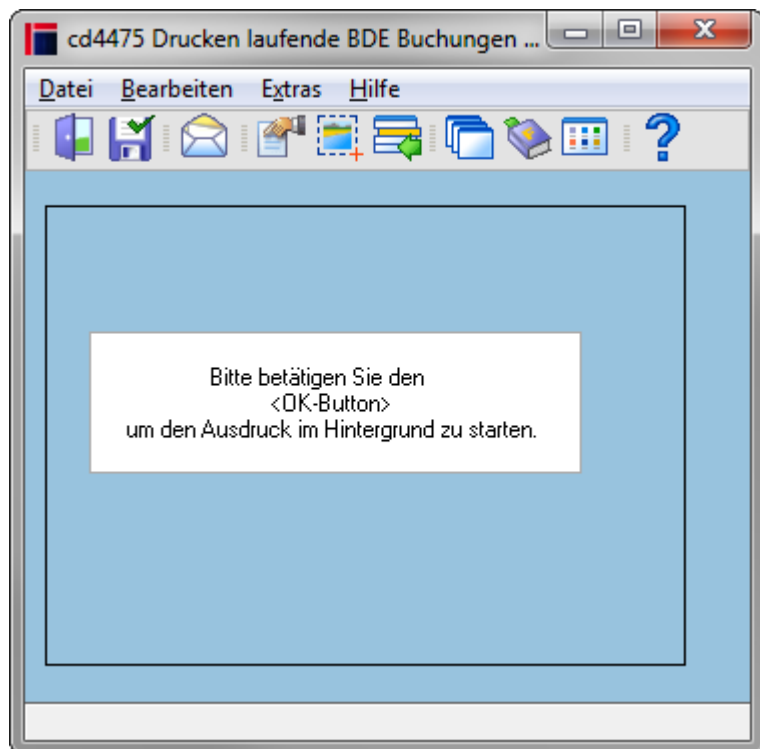 cd4475 Drucken laufende BDE Buchungen ...
Datei Bearbeiten Extras Hilfe
Bitte betätigen Sie den
<OK-Button>
um den Ausdruck im Hintergrund zu starten.